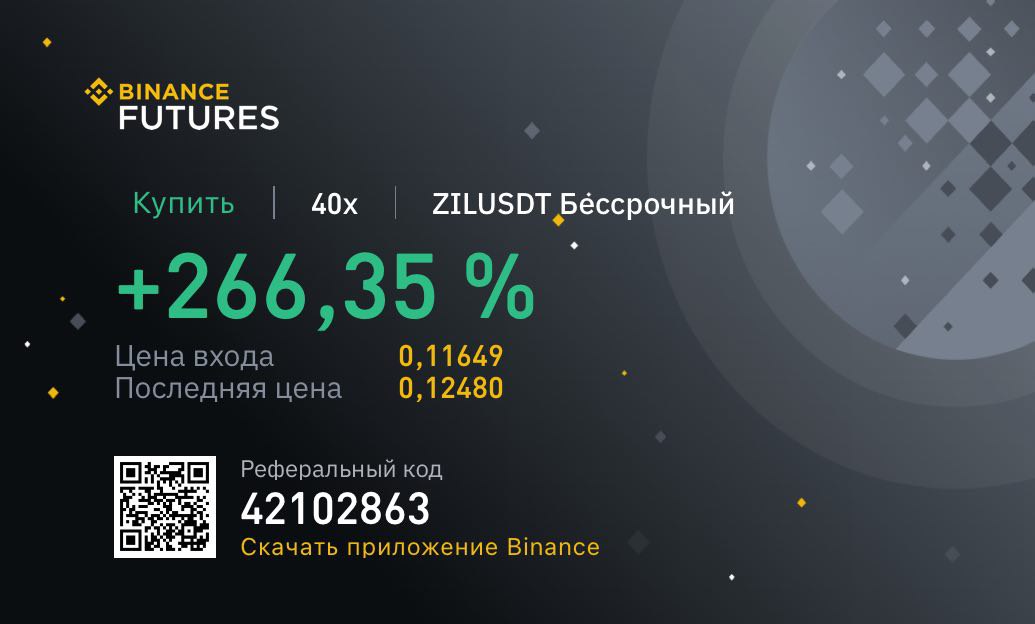 BINANCE
FUTURES
Купить | 40x | ZILUSDT Бессрочный
+266,35 %
Цена входа 0,11649
Последняя цена 0,12480
Реферальный код
42102863
Скачать приложение Binance